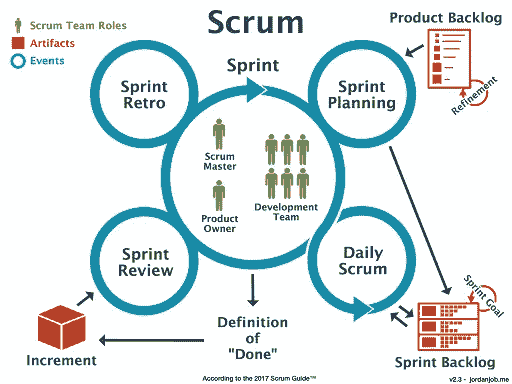 Scrum
Scrum Team Roles
Artifacts
Events
Product Backlog
Refinement
Sprint
Sprint
Retro
Sprint
Planning
Scrum
Master
Product
Owner
Development
Team
Sprint
Review
Daily
Scrum
Sprint Goal
Increment
Definition
of
"Done"
Sprint Backlog
According to the 2017 Scrum Guide™
v2.3 - jordanjob.me